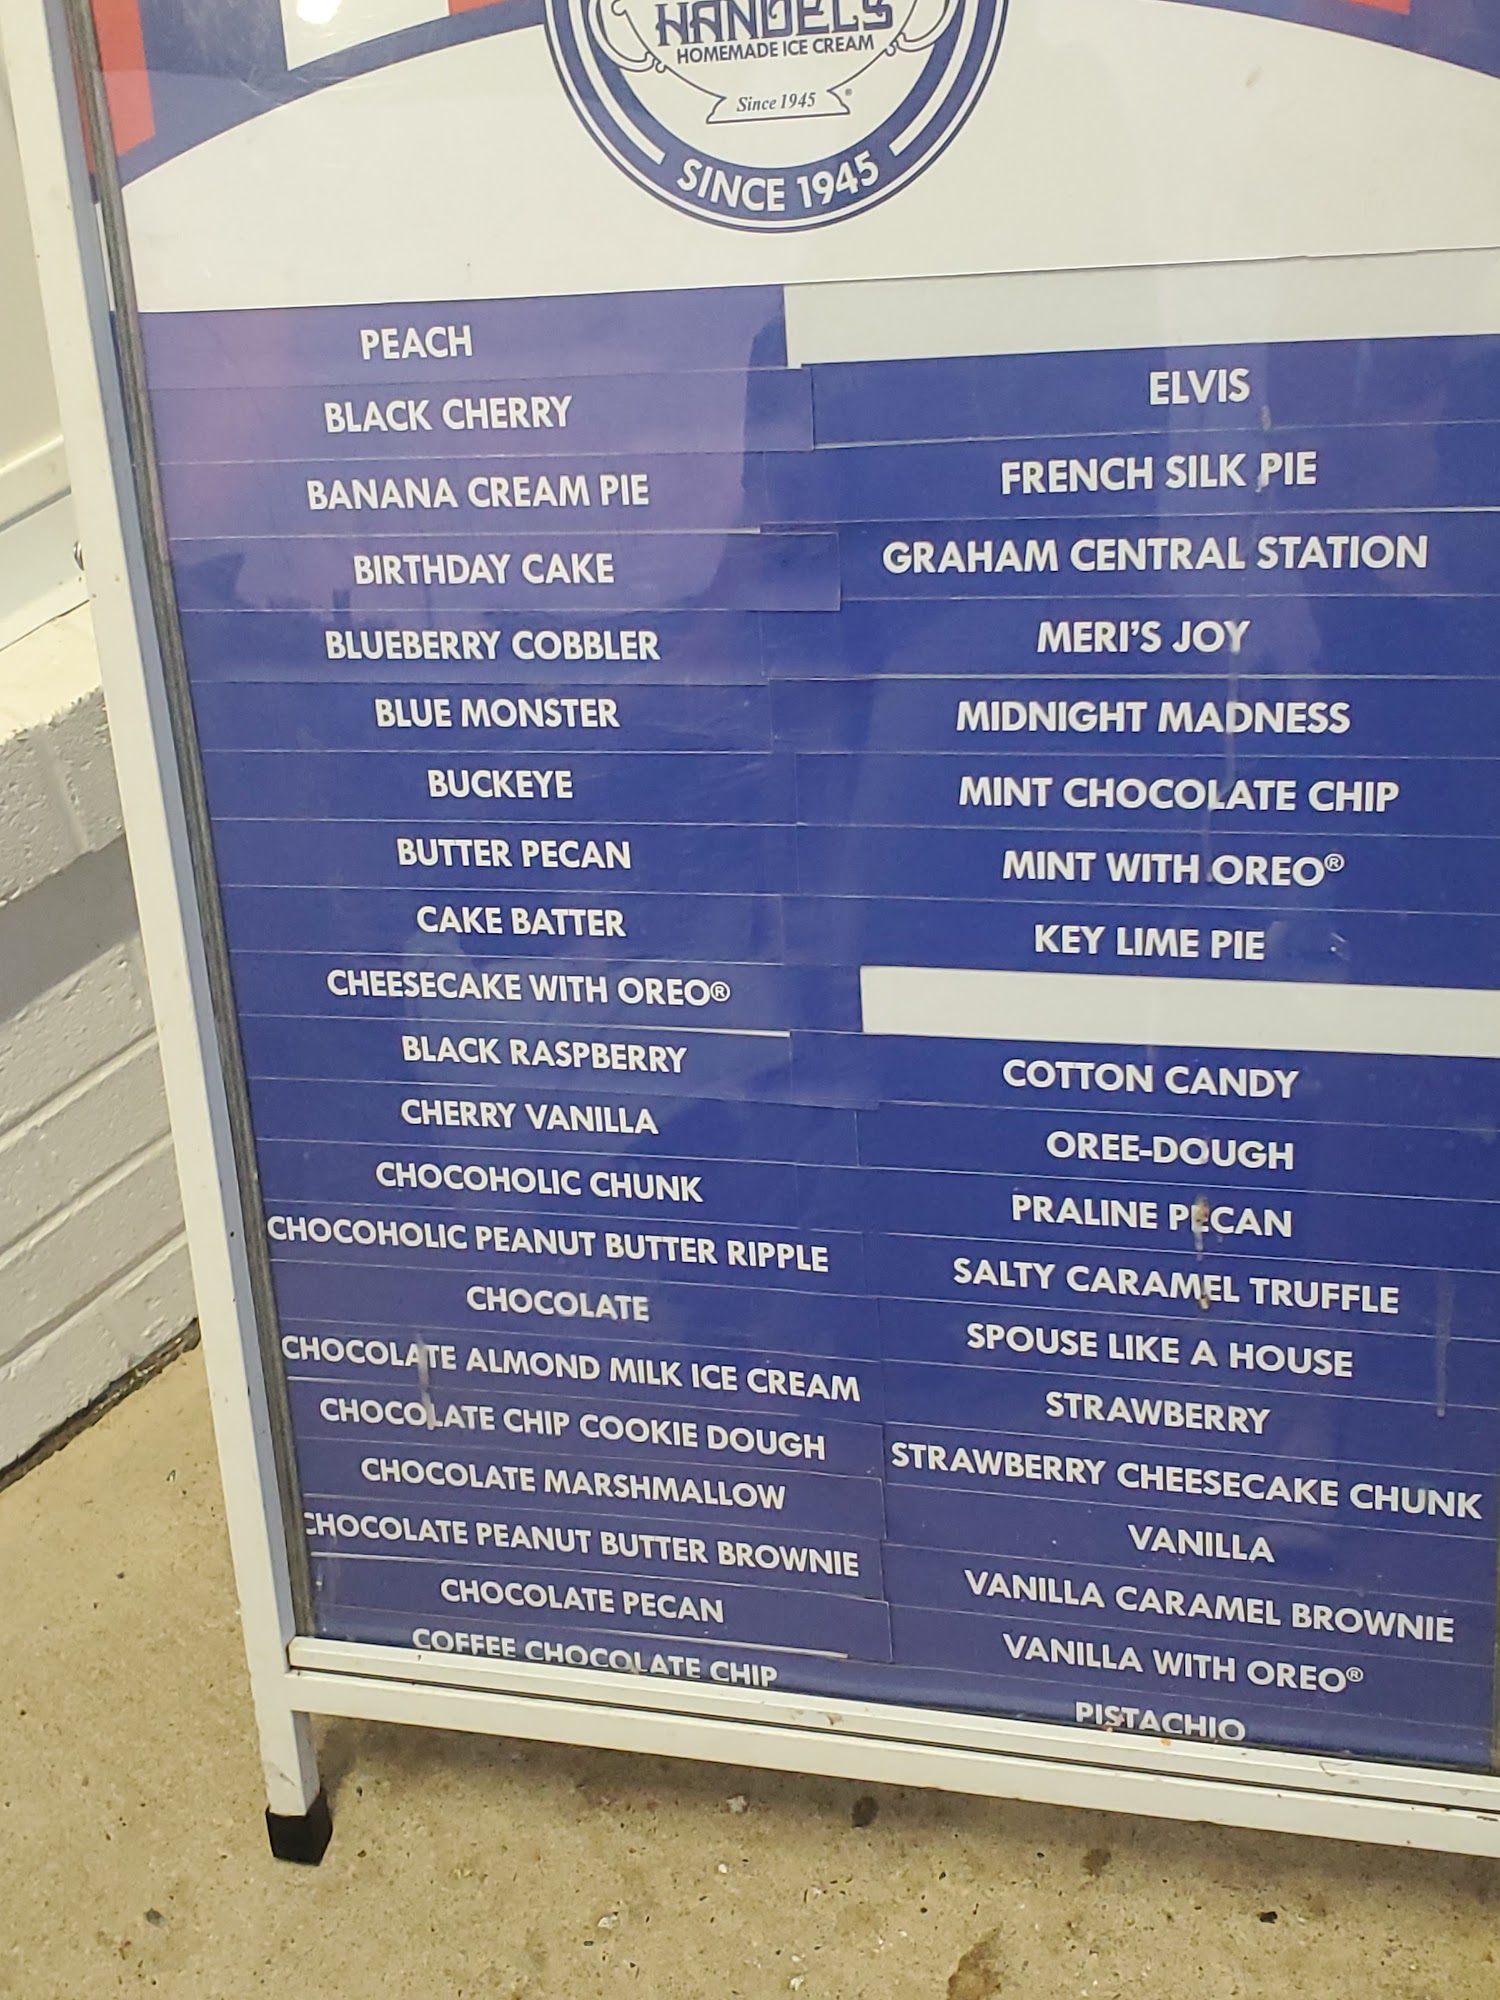 HANDELS
HOMEMADE ICE CREAM
Since 1945
SINCE 1945
PEACH
BLACK CHERRY
BANANA CREAM PIE
BIRTHDAY CAKE
BLUEBERRY COBBLER
BLUE MONSTER
BUCKEYE
BUTTER PECAN
CAKE BATTER
CHEESECAKE WITH OREO®
BLACK RASPBERRY
CHERRY VANILLA
CHOCOHOLIC CHUNK
CHOCOHOLIC PEANUT BUTTER RIPPLE
CHOCOLATE
CHOCOLATE ALMOND MILK ICE CREAM
CHOCOLATE CHIP COOKIE DOUGH
CHOCOLATE MARSHMALLOW
CHOCOLATE PEANUT BUTTER BROWNIE
CHOCOLATE PECAN
COFFEE CHOCOLATE CHIP
ELVIS
FRENCH SILK PIE
GRAHAM CENTRAL STATION
MERI'S JOY
MIDNIGHT MADNESS
MINT CHOCOLATE CHIP
MINT WITH OREO®
KEY LIME PIE
COTTON CANDY
OREE-DOUGH
PRALINE PECAN
SALTY CARAMEL TRUFFLE
SPOUSE LIKE A HOUSE
STRAWBERRY
STRAWBERRY CHEESECAKE CHUNK
VANILLA
VANILLA CARAMEL BROWNIE
VANILLA WITH OREO®
PISTACHIO